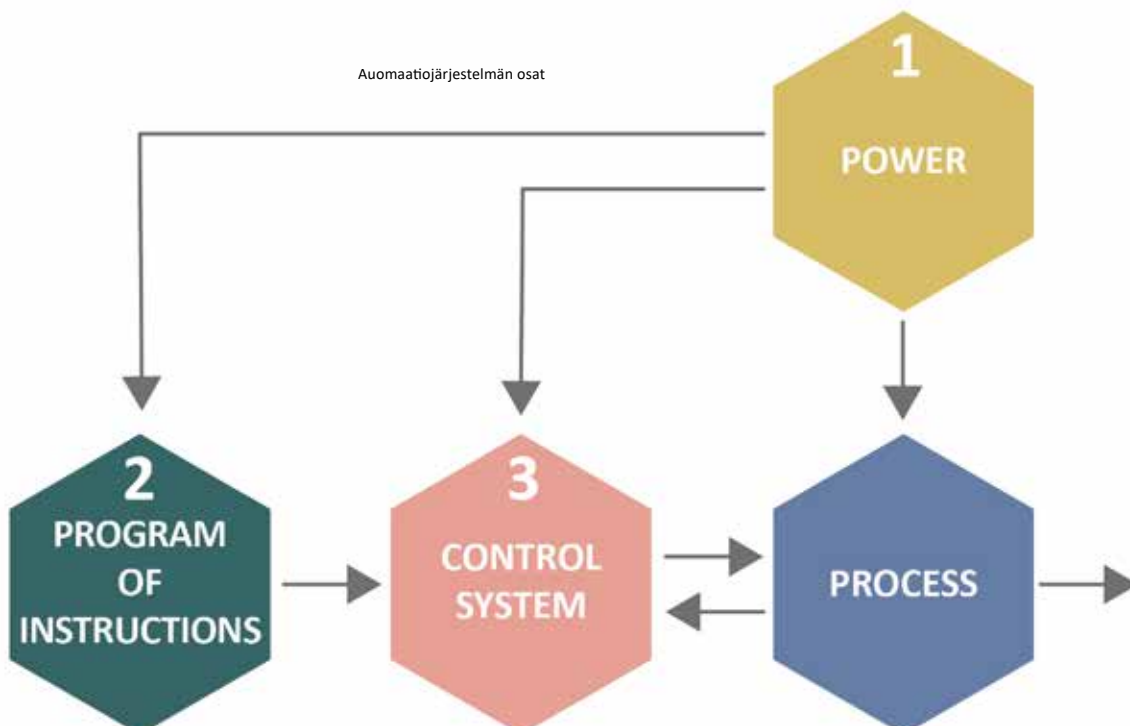 Auomaatiojärjestelmän osat
1
POWER
2
PROGRAM
OF
INSTRUCTIONS
3
CONTROL
SYSTEM
PROCESS